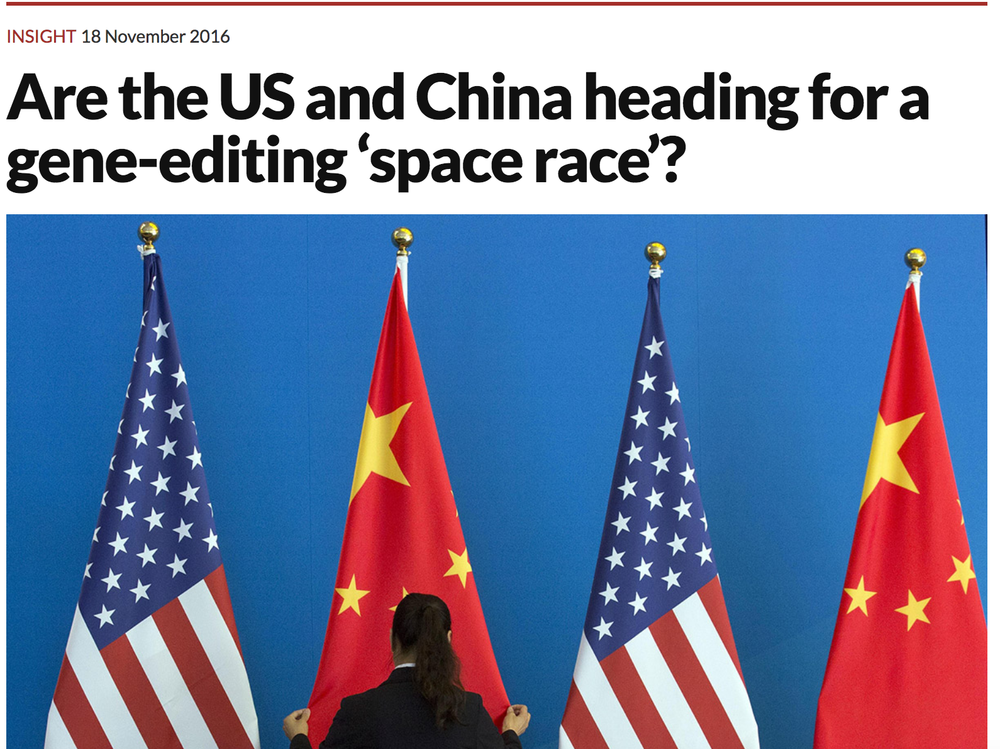 INSIGHT 18 November 2016
Are the US and China heading for a
gene-editing ‘space race’?